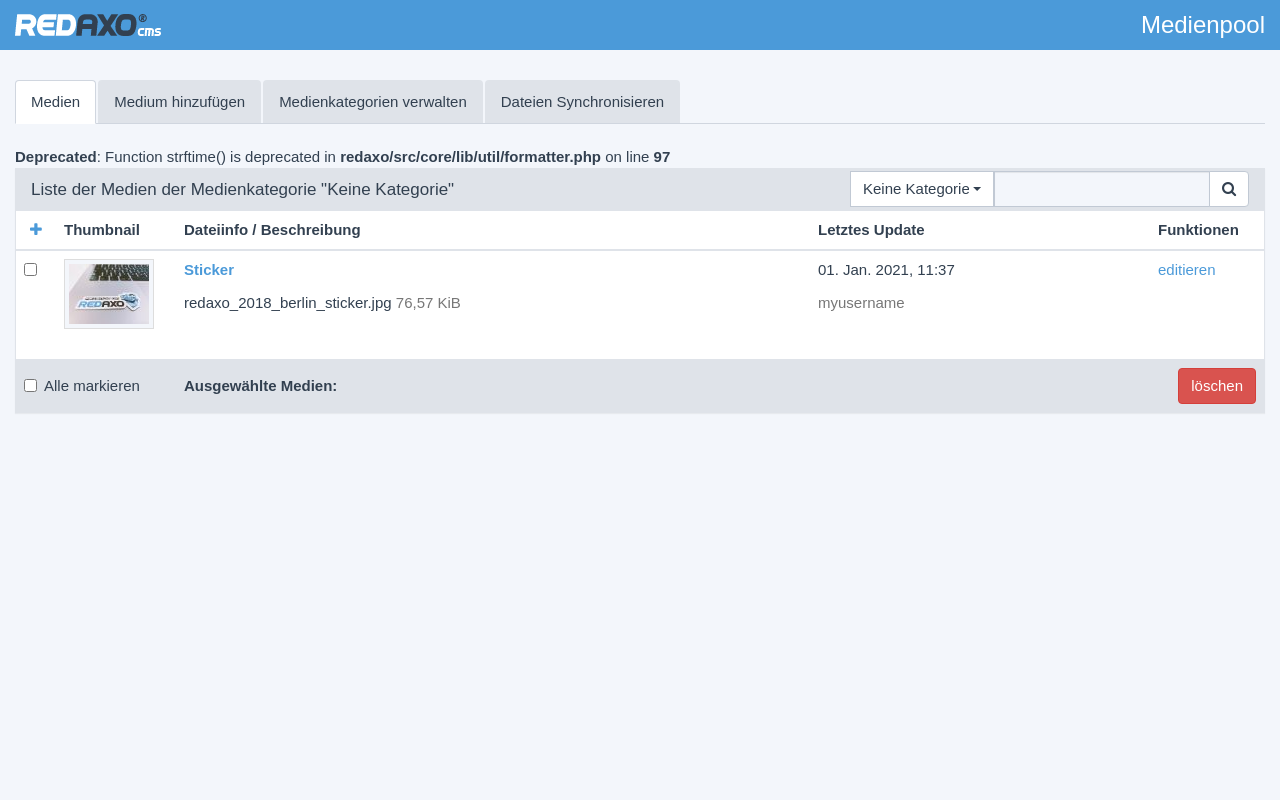 REDAXO® cms
Medienpool
Medien
Medium hinzufügen
Medienkategorien verwalten
Dateien Synchronisieren
Deprecated: Function strftime() is deprecated in redaxo/src/core/lib/util/formatter.php on line 97
Liste der Medien der Medienkategorie "Keine Kategorie"
Keine Kategorie
Thumbnail
Dateiinfo / Beschreibung
Letztes Update
Funktionen
REDAXO
Sticker
01. Jan. 2021, 11:37
editieren
redaxo_2018_berlin_sticker.jpg 76,57 KiB
myusername
Alle markieren
Ausgewählte Medien:
löschen